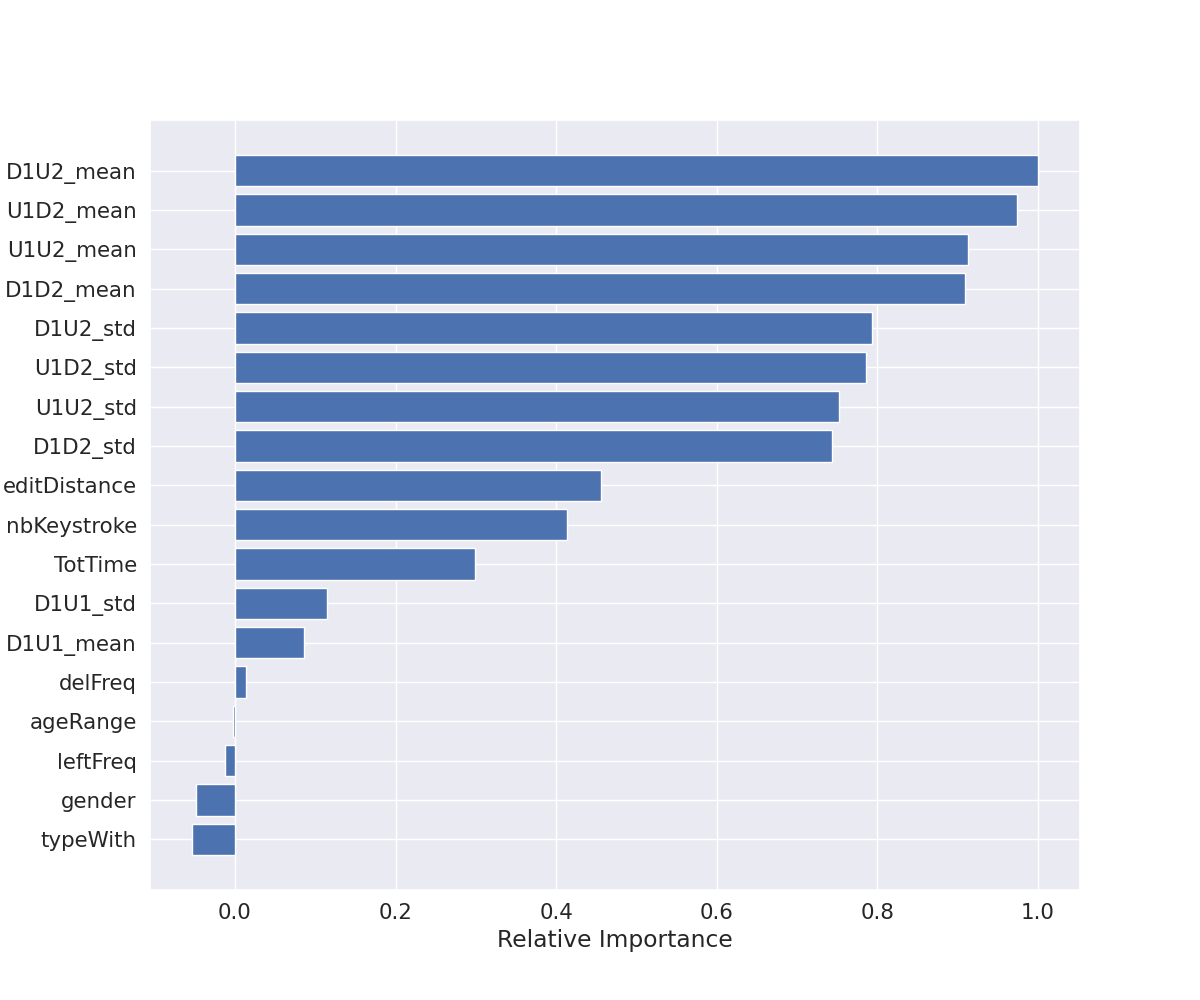 D1U2_mean
U1D2_mean
U1U2_mean
D1D2_mean
D1U2_std
U1D2_std
U1U2_std
D1D2_std
editDistance
nbKeystroke
TotTime
D1U1_std
D1U1_mean
delFreq
ageRange
leftFreq
gender
typeWith
0.0 0.2 0.4 0.6 0.8 1.0
Relative Importance